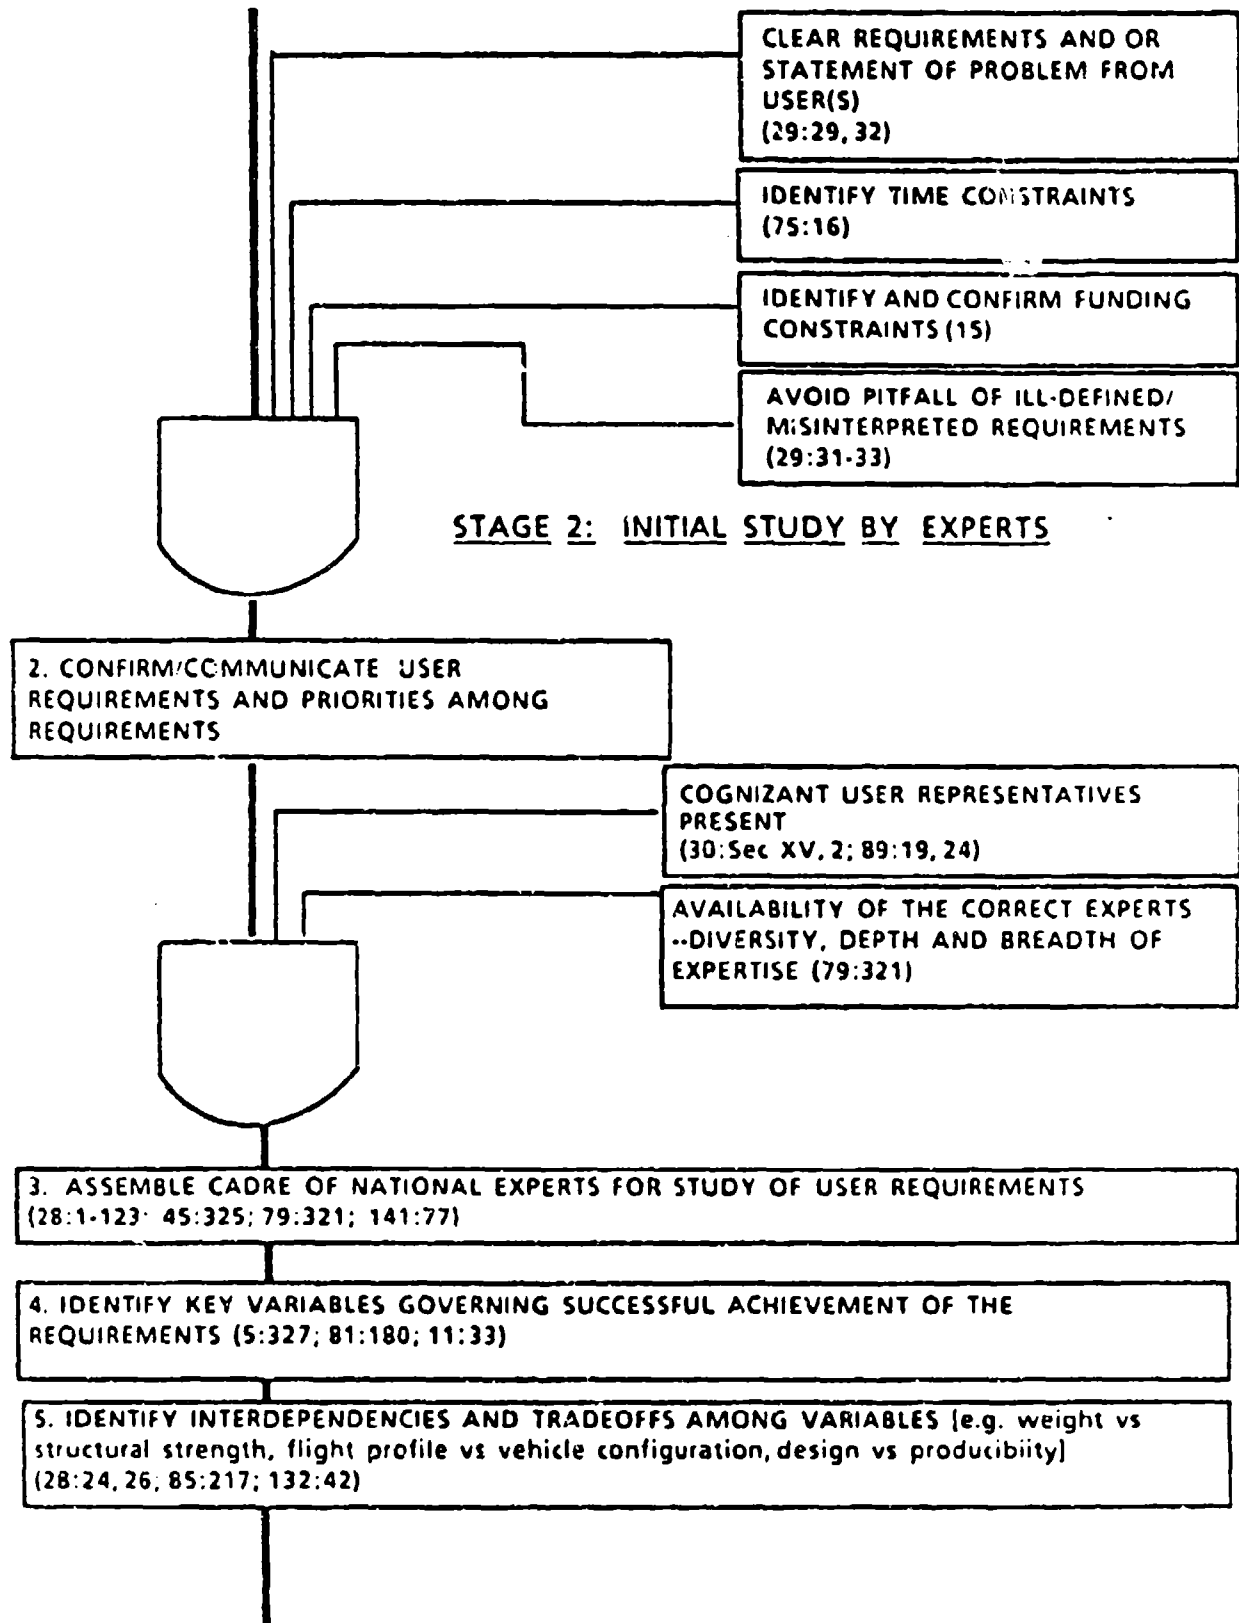 CLEAR REQUIREMENTS AND OR
STATEMENT OF PROBLEM FROM
USER(S)
(29:29, 32)
IDENTIFY TIME CONSTRAINTS
(75:16)
IDENTIFY AND CONFIRM FUNDING
CONSTRAINTS (15)
AVOID PITFALL OF ILL-DEFINED/
MISINTERPRETED REQUIREMENTS
(29:31-33)
STAGE 2: INITIAL STUDY BY EXPERTS
2. CONFIRM/COMMUNICATE USER
REQUIREMENTS AND PRIORITIES AMONG
REQUIREMENTS
COGNIZANT USER REPRESENTATIVES
PRESENT
(30:Sec XV, 2; 89:19, 24)
AVAILABILITY OF THE CORRECT EXPERTS
--DIVERSITY, DEPTH AND BREADTH OF
EXPERTISE (79:321)
3. ASSEMBLE CADRE OF NATIONAL EXPERTS FOR STUDY OF USER REQUIREMENTS
(28:1-123; 45:325; 79:321; 141:77)
4. IDENTIFY KEY VARIABLES GOVERNING SUCCESSFUL ACHIEVEMENT OF THE
REQUIREMENTS (5:327; 81:180; 11:33)
5. IDENTIFY INTERDEPENDENCIES AND TRADEOFFS AMONG VARIABLES [e.g. weight vs
structural strength, flight profile vs vehicle configuration, design vs producibiity]
(28:24, 26; 85:217; 132:42)